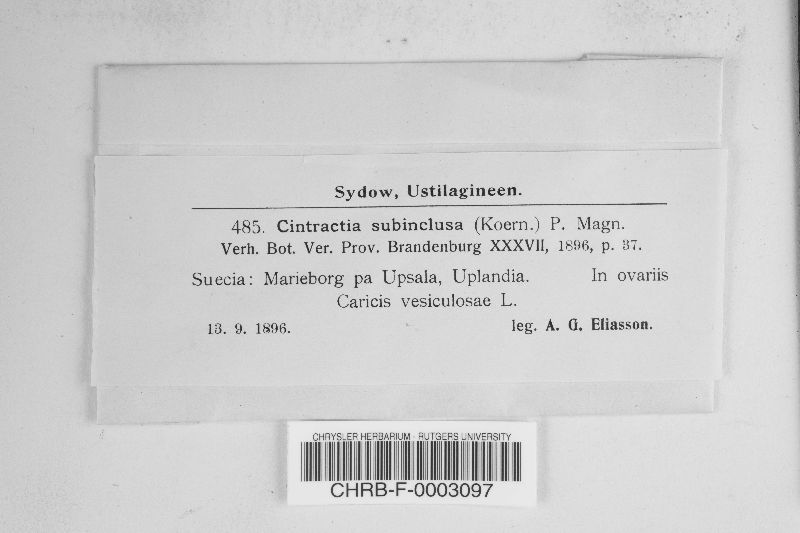 Sydow, Ustilagineen.
485. Cintractia subinclusa (Koern.) P. Magn.
Verh. Bot. Ver. Prov. Brandenburg XXXVII, 1896, p. 37.
Suecia: Marieborg pa Upsala, Uplandia. In ovariis
Caricis vesiculosae L.
13. 9. 1896. leg. A. G. Eliasson.
CHRYSLER HERBARIUM - RUTGERS UNIVERSITY
CHRB-F-0003097